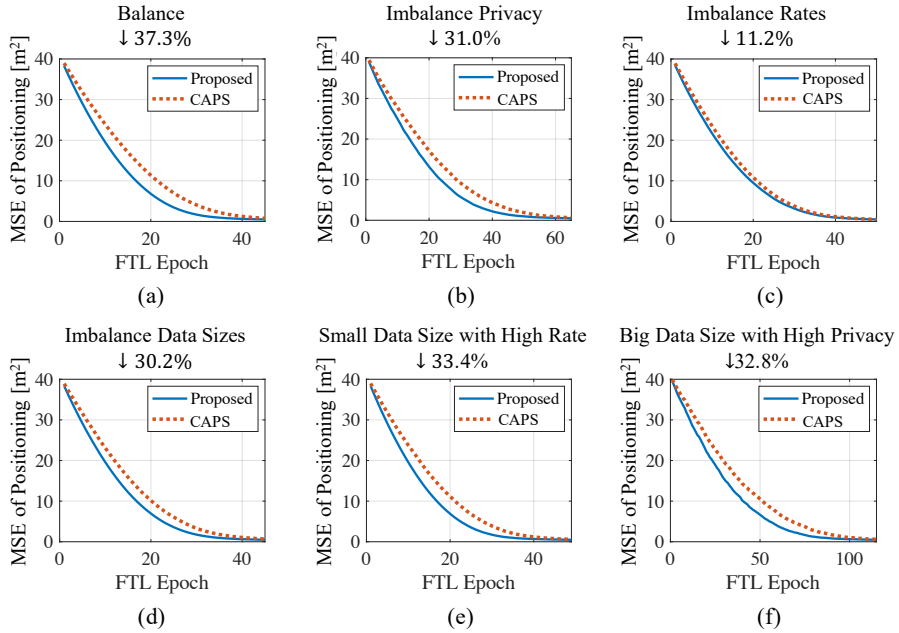 Balance
↓ 37.3%
MSE of Positioning [m²]
40
30
20
10
0
Proposed
CAPS
0
20
40
FTL Epoch
(a)
Imbalance Privacy
↓ 31.0%
MSE of Positioning [m²]
40
30
20
10
0
Proposed
CAPS
0
20
40
60
FTL Epoch
(b)
Imbalance Rates
↓ 11.2%
MSE of Positioning [m²]
40
30
20
10
0
Proposed
CAPS
0
20
40
FTL Epoch
(c)
Imbalance Data Sizes
↓ 30.2%
MSE of Positioning [m²]
40
30
20
10
0
Proposed
CAPS
0
20
40
FTL Epoch
(d)
Small Data Size with High Rate
↓ 33.4%
MSE of Positioning [m²]
40
30
20
10
0
Proposed
CAPS
0
20
40
FTL Epoch
(e)
Big Data Size with High Privacy
↓32.8%
MSE of Positioning [m²]
40
30
20
10
0
Proposed
CAPS
0
50
100
FTL Epoch
(f)